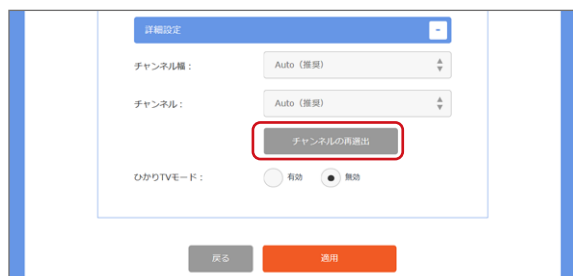 詳細設定
-
チャンネル幅：
Auto（推奨）
チャンネル：
Auto（推奨）
チャンネルの再選出
ひかりTVモード：
有効
無効
戻る
適用